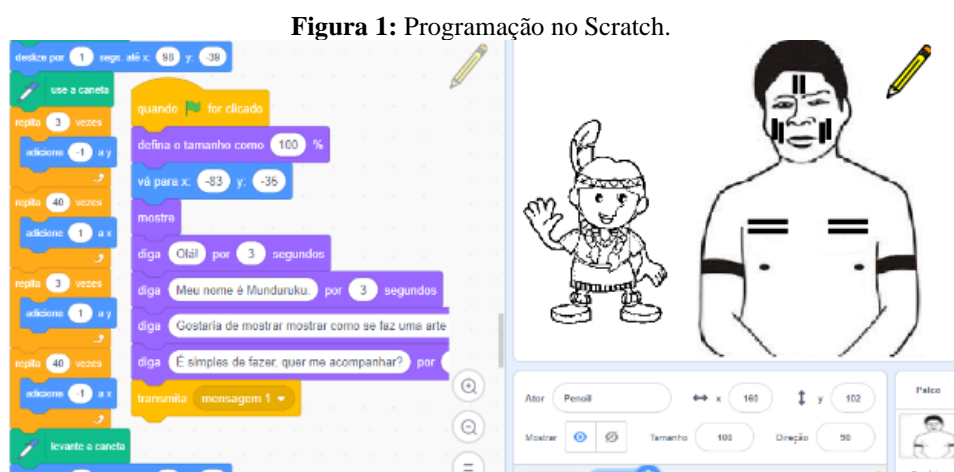 Figura 1: Programação no Scratch.
deslize por 1 segs. até x: 98 y: -39
use a caneta
repita 3 vezes
adicione -1 a y
repita 40 vezes
adicione 1 a x
repita 3 vezes
adicione 1 a y
repita 40 vezes
adicione -1 a x
levante a caneta
quando for clicado
defina o tamanho como 100 %
vá para x: -83 y: -35
mostre
diga Olá! por 3 segundos
diga Meu nome é Munduruku. por 3 segundos
diga Gostaria de mostrar mostrar como se faz uma arte
diga É simples de fazer, quer me acompanhar? por
transmita mensagem 1
Ator Pencil x 160 y 102
Mostrar Tamanho 100 Direção 90
Palco